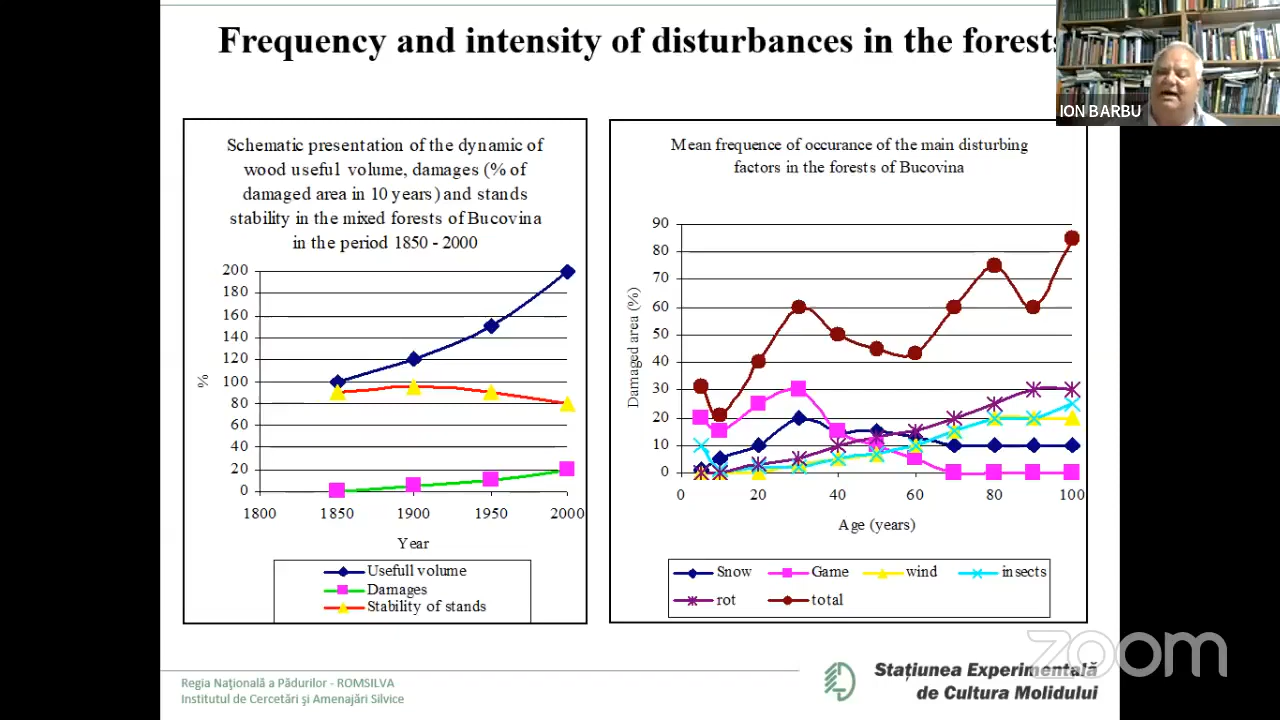 Frequency and intensity of disturbances in the forests
ION BARBU
Schematic presentation of the dynamic of
wood useful volume, damages (% of
damaged area in 10 years) and stands
stability in the mixed forests of Bucovina
in the period 1850 - 2000
200
180
160
140
120
100
80
60
40
20
0
%
1800 1850 1900 1950 2000
Year
Usefull volume
Damages
Stability of stands
Mean frequence of occurance of the main disturbing
factors in the forests of Bucovina
90
80
70
60
50
40
30
20
10
0
Damaged area (%)
0 20 40 60 80 100
Age (years)
Snow Game wind insects
rot total
zoom
Regia Naţională a Pădurilor - ROMSILVA
Institutul de Cercetări şi Amenajări Silvice
Staţiunea Experimentală
de Cultura Molidului